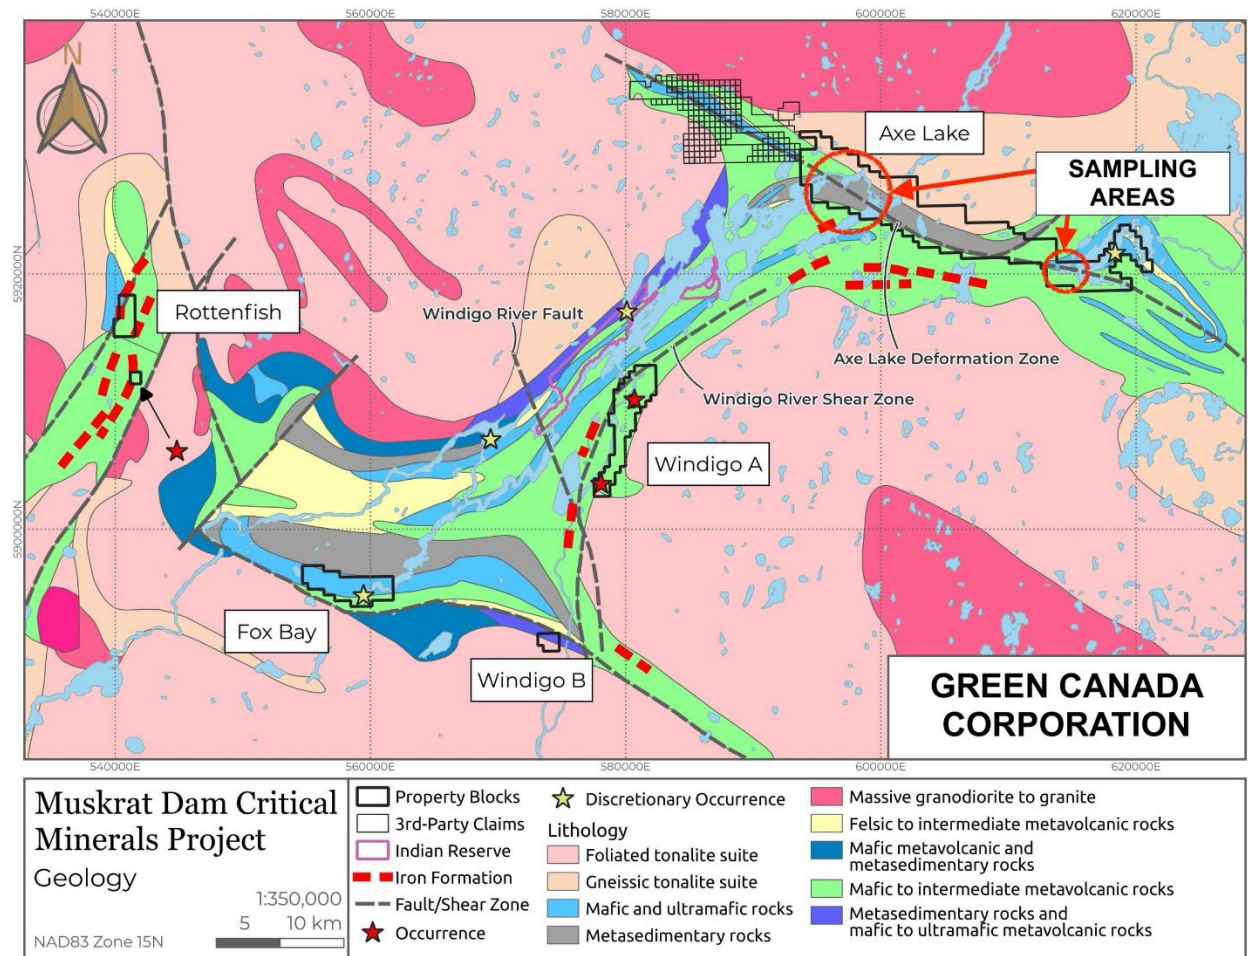 540000E
560000E
580000E
600000E
620000E
N
Axe Lake
SAMPLING
AREAS
5920000N
Rottenfish
Windigo River Fault
Axe Lake Deformation Zone
Windigo River Shear Zone
Windigo A
5900000N
Fox Bay
Windigo B
GREEN CANADA
CORPORATION
540000E
560000E
580000E
600000E
620000E
Muskrat Dam Critical
Minerals Project
Geology
1:350,000
5 10 km
NAD83 Zone 15N
Property Blocks
3rd-Party Claims
Indian Reserve
Iron Formation
Fault/Shear Zone
Occurrence
Discretionary Occurrence
Lithology
Foliated tonalite suite
Gneissic tonalite suite
Mafic and ultramafic rocks
Metasedimentary rocks
Massive granodiorite to granite
Felsic to intermediate metavolcanic rocks
Mafic metavolcanic and
metasedimentary rocks
Mafic to intermediate metavolcanic rocks
Metasedimentary rocks and
mafic to ultramafic metavolcanic rocks